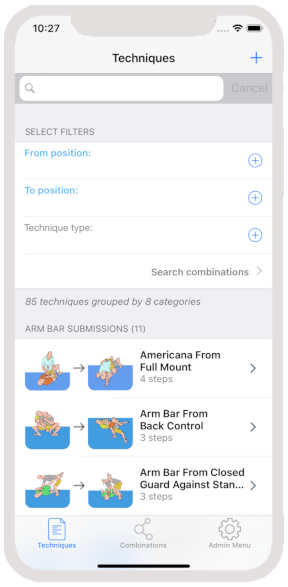 10:27
Techniques
Cancel
SELECT FILTERS
From position:
To position:
Technique type:
Search combinations
85 techniques grouped by 8 categories
ARM BAR SUBMISSIONS (11)
Americana From
Full Mount
4 steps
Arm Bar From
Back Control
3 steps
Arm Bar From Closed
Guard Against Stan...
3 steps
Techniques
Combinations
Admin Menu